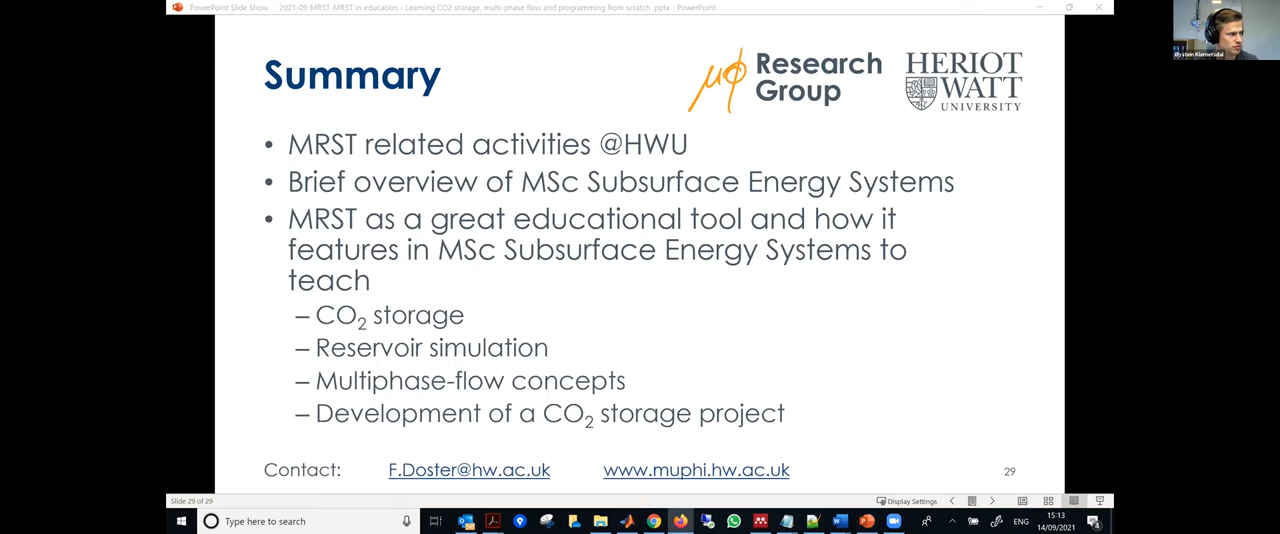 PowerPoint Slide Show - 2021-09-MRST-MRST in education - Learning CO2 storage, multi-phase flow and programming from scratch .pptx - PowerPoint
Øystein Klemetsdal
Summary
μφ Research Group
HERIOT
WATT
UNIVERSITY
• MRST related activities @HWU
• Brief overview of MSc Subsurface Energy Systems
• MRST as a great educational tool and how it
features in MSc Subsurface Energy Systems to
teach
– CO2 storage
– Reservoir simulation
– Multiphase-flow concepts
– Development of a CO2 storage project
Contact: F.Doster@hw.ac.uk www.muphi.hw.ac.uk 29
Slide 29 of 29 Display Settings
Type here to search ENG 15:13
14/09/2021 4